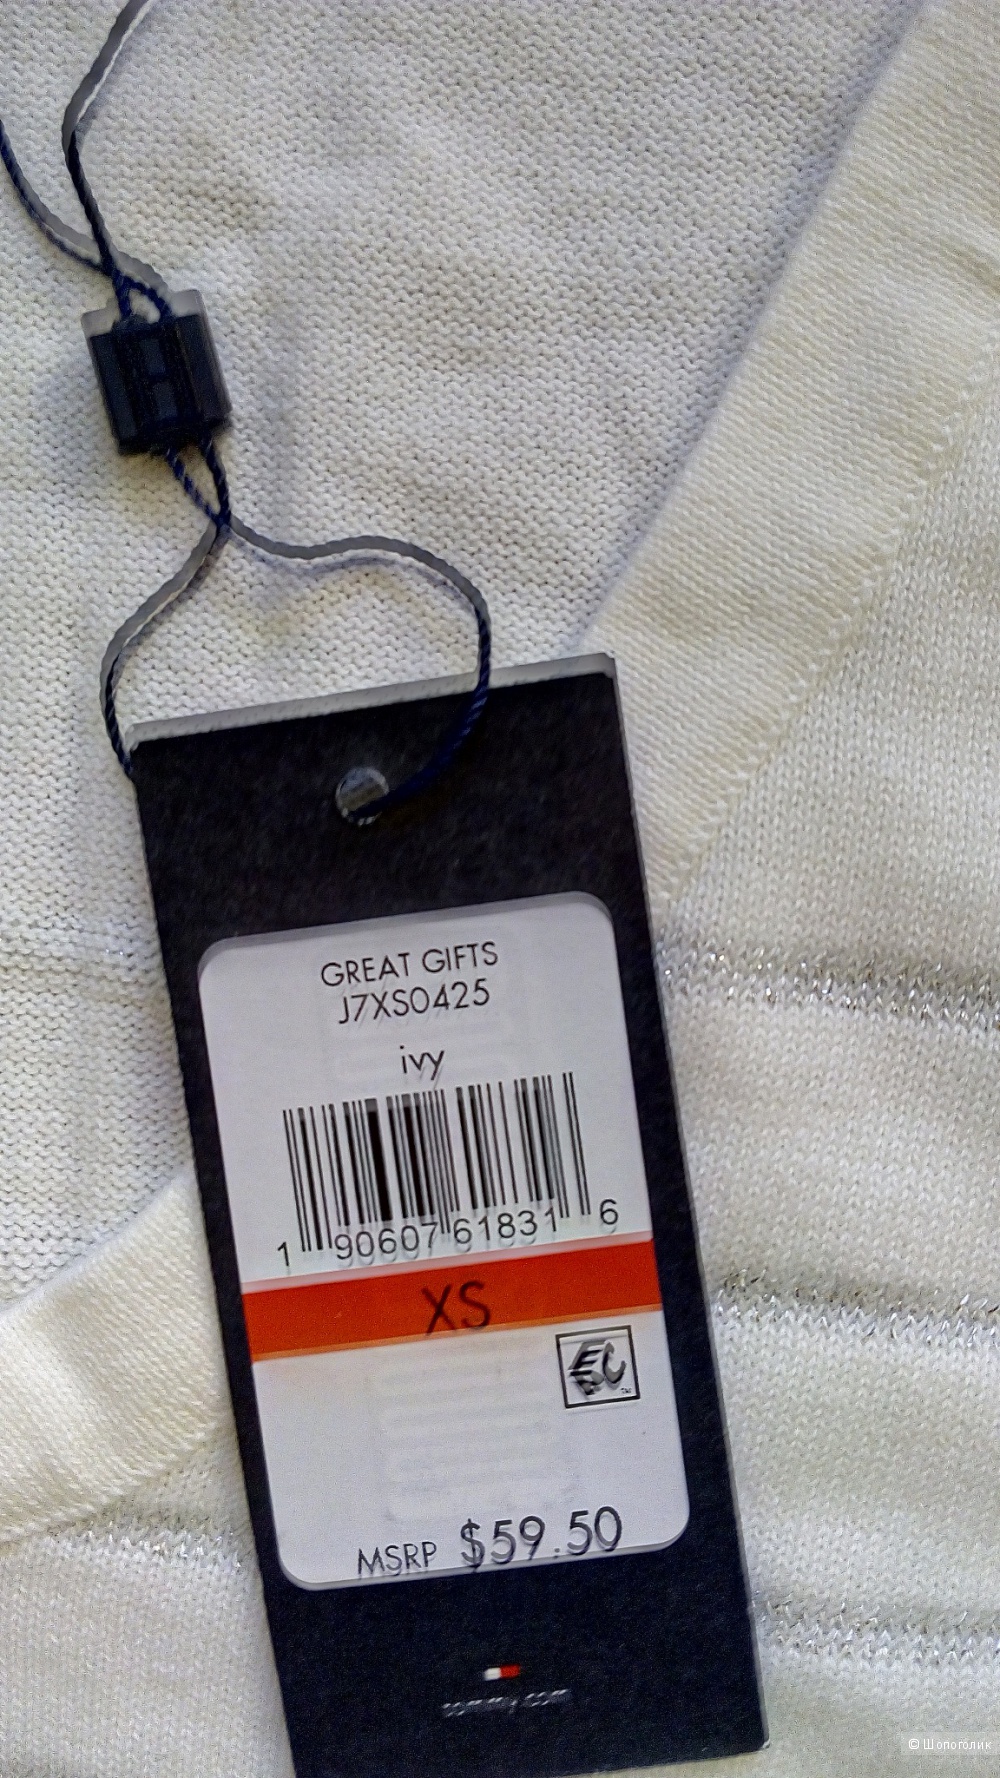 GREAT GIFTS
J7XS0425
ivy
1 90607 61831 6
XS
MSRP $59.50
tommy.com
© Шопоголик